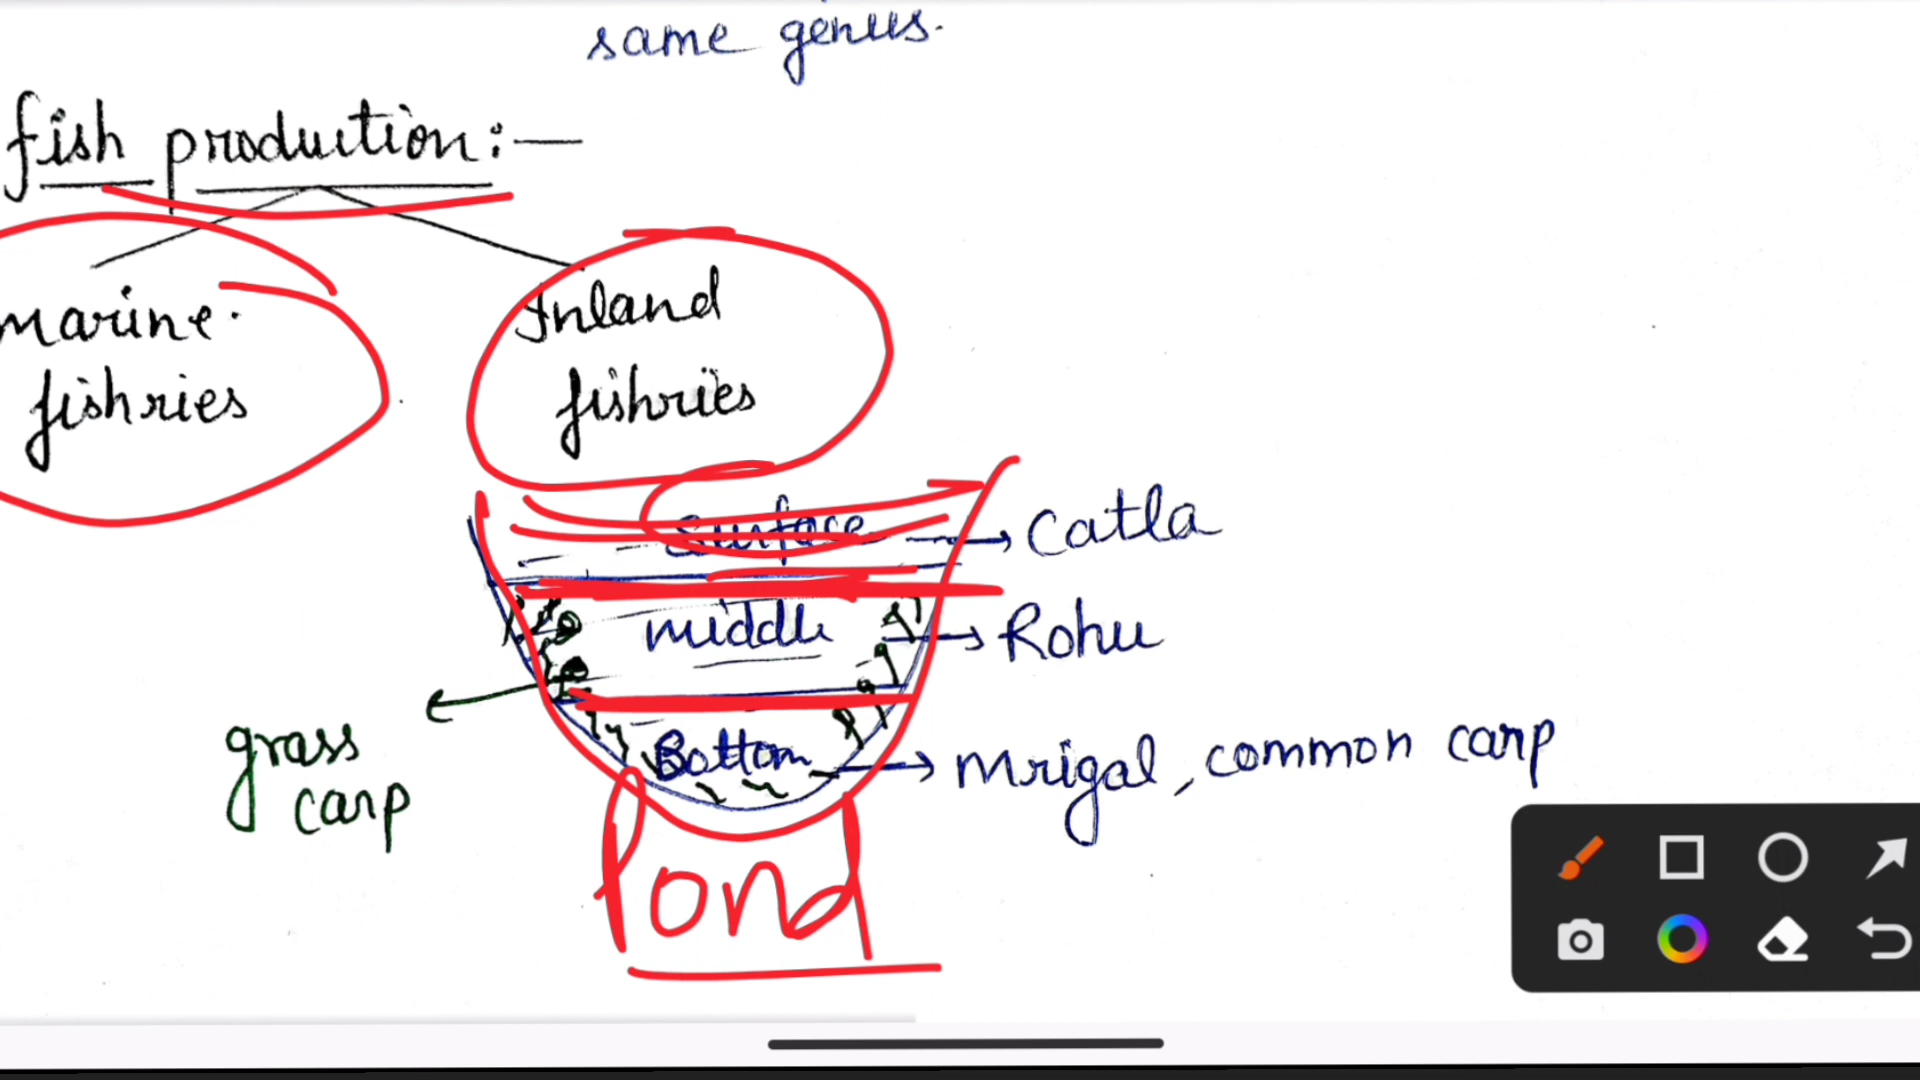 same genus.
fish production:—
marine.
fishries
Inland
fishries
Surface → Catla
middle → Rohu
Bottom → Mrigal, common carp
grass
carp
Pond